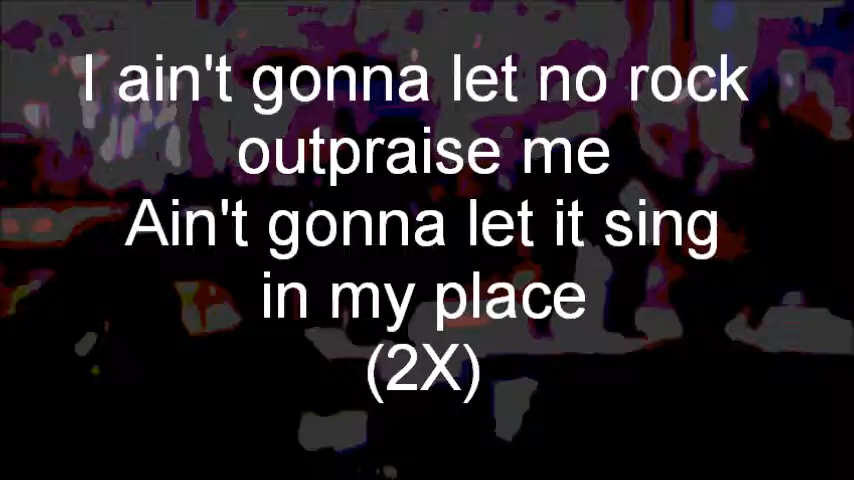 I ain't gonna let no rock
outpraise me
Ain't gonna let it sing
in my place
(2X)